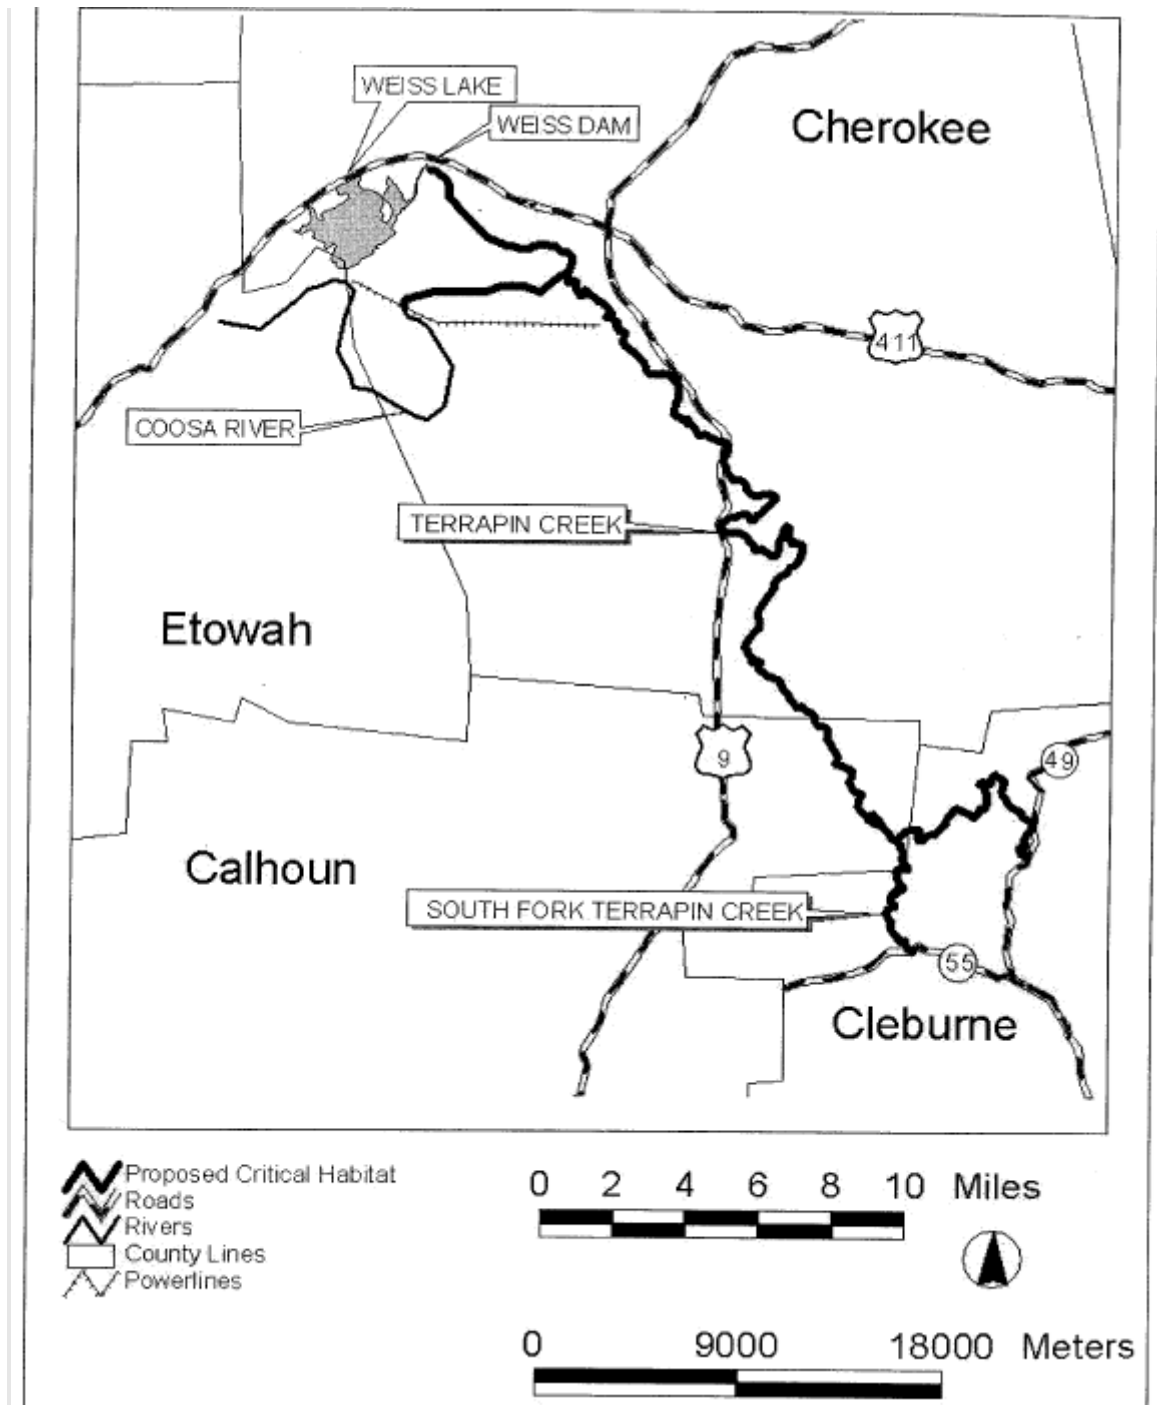 WEISS LAKE
WEISS DAM
Cherokee
411
COOSA RIVER
TERRAPIN CREEK
Etowah
9
49
Calhoun
SOUTH FORK TERRAPIN CREEK
55
Cleburne
Proposed Critical Habitat
Roads
Rivers
County Lines
Powerlines
0 2 4 6 8 10 Miles
0 9000 18000 Meters